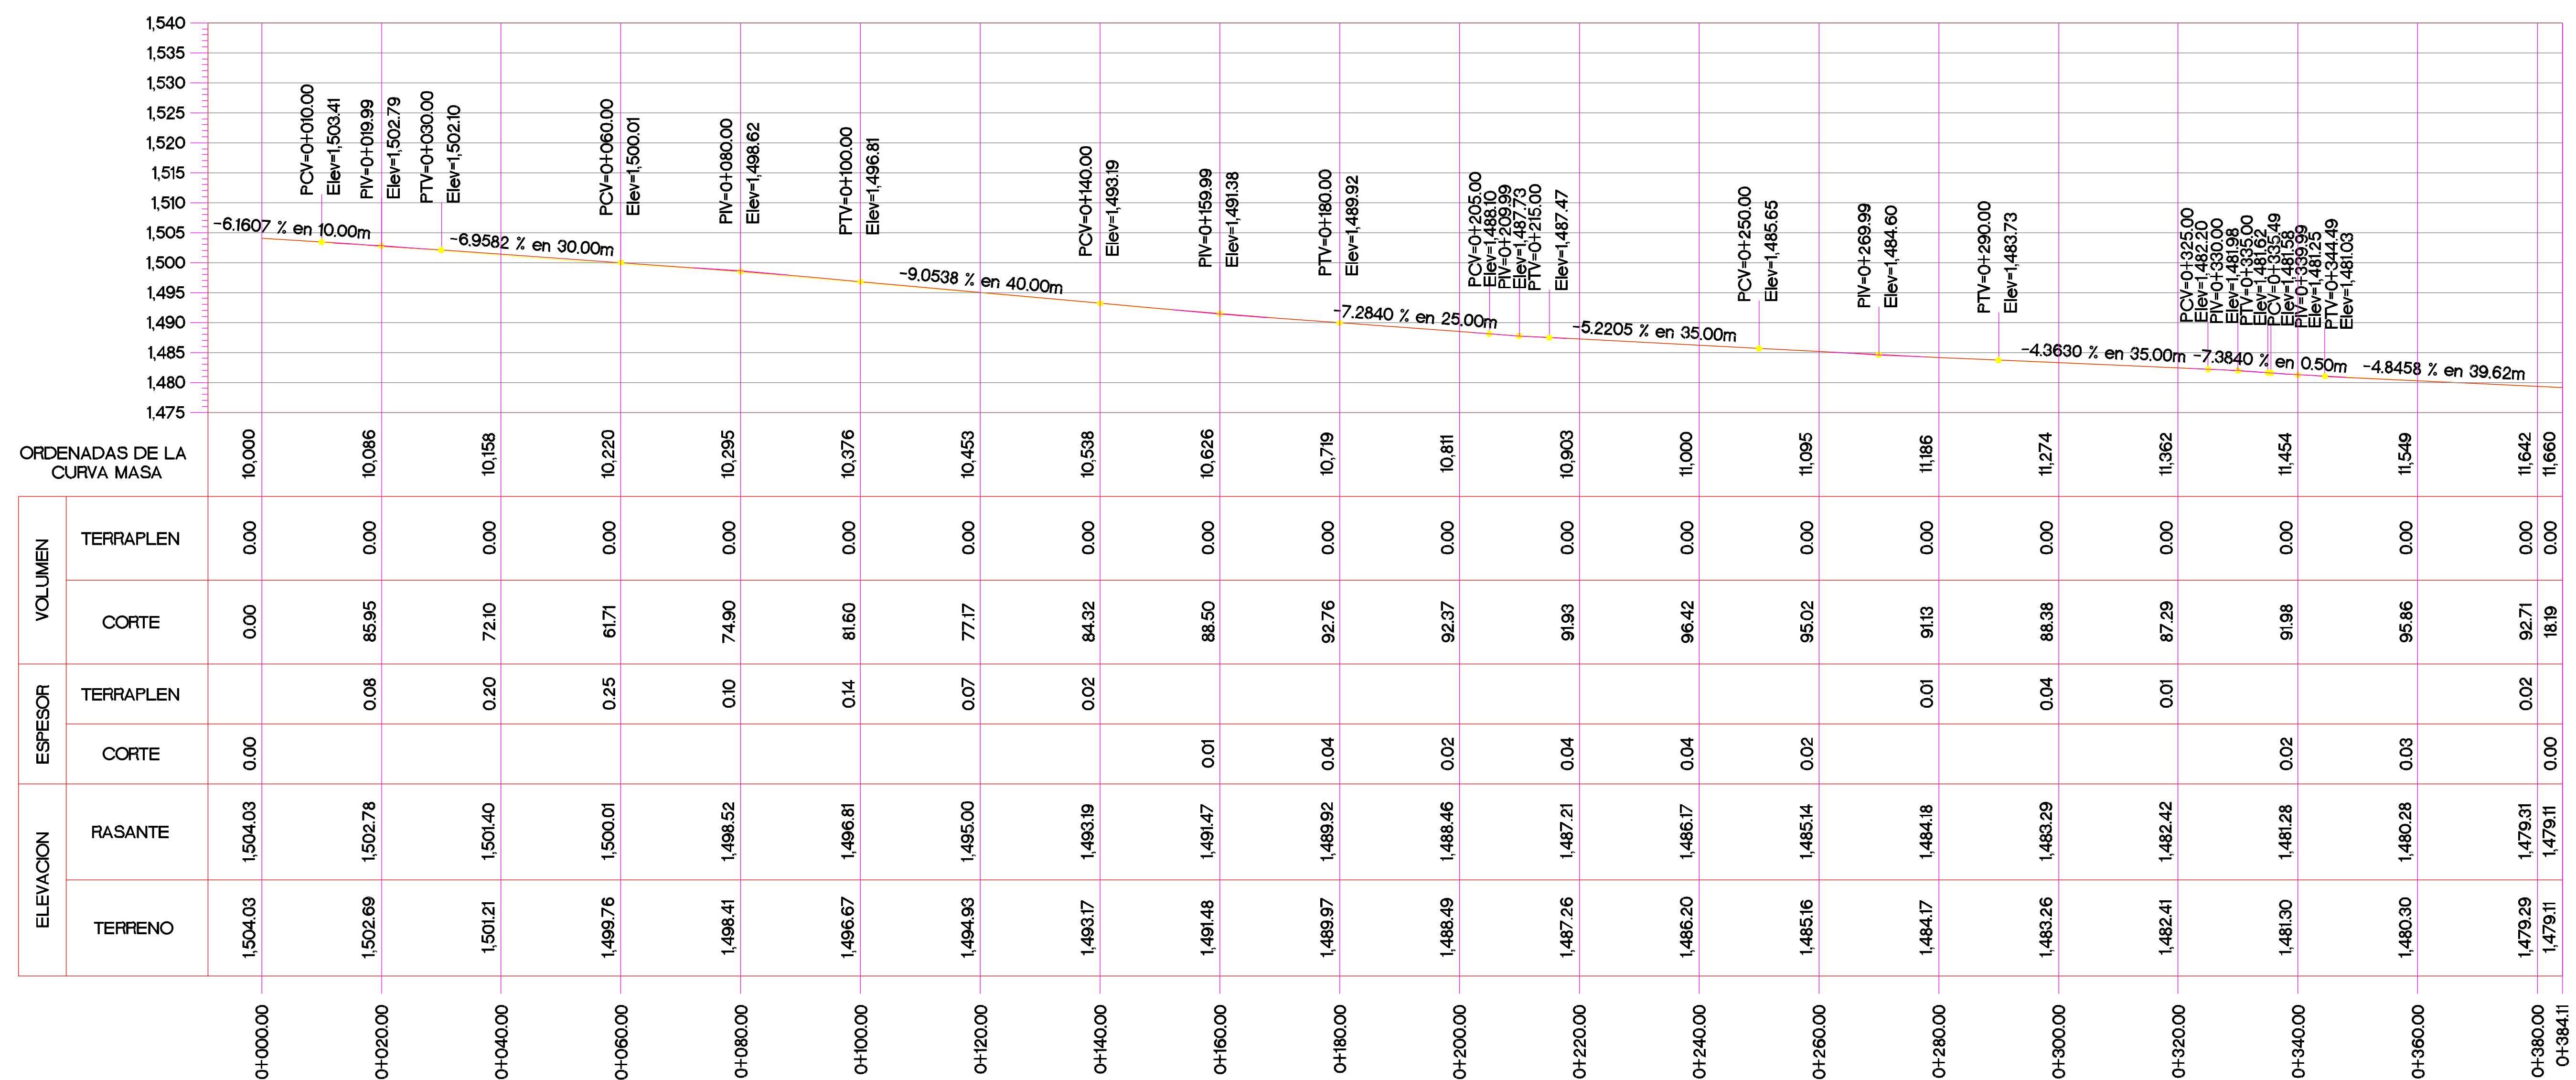 1,540
1,535
1,530
1,525
1,520
1,515
1,510
1,505
1,500
1,495
1,490
1,485
1,480
1,475
PCV=0+010.00
Elev=1,503.41
PIV=0+019.99
Elev=1,502.79
PTV=0+030.00
Elev=1,502.10
PCV=0+060.00
Elev=1,500.01
PIV=0+080.00
Elev=1,498.62
PTV=0+100.00
Elev=1,496.81
PCV=0+140.00
Elev=1,493.19
PIV=0+159.99
Elev=1,491.38
PTV=0+180.00
Elev=1,489.92
PCV=0+205.00
Elev=1,488.10
PIV=0+209.99
Elev=1,487.73
PTV=0+215.00
Elev=1,487.47
PCV=0+250.00
Elev=1,485.65
PIV=0+269.99
Elev=1,484.60
PTV=0+290.00
Elev=1,483.73
PCV=0+325.00
Elev=1,482.20
PIV=0+330.00
Elev=1,481.98
PTV=0+335.00
Elev=1,481.62
PCV=0+335.49
Elev=1,481.58
PIV=0+339.99
Elev=1,481.25
PTV=0+344.49
Elev=1,481.03
-6.1607 % en 10.00m
-6.9582 % en 30.00m
-9.0538 % en 40.00m
-7.2840 % en 25.00m
-5.2205 % en 35.00m
-4.3630 % en 35.00m
-7.3840 % en 0.50m
-4.8458 % en 39.62m
ORDENADAS DE LA
CURVA MASA
10,000 10,086 10,158 10,220 10,295 10,376 10,453 10,538 10,626 10,719 10,811 10,903 11,000 11,095 11,186 11,274 11,362 11,454 11,549 11,642 11,660
VOLUMEN
TERRAPLEN
0.00 0.00 0.00 0.00 0.00 0.00 0.00 0.00 0.00 0.00 0.00 0.00 0.00 0.00 0.00 0.00 0.00 0.00 0.00 0.00 0.00
CORTE
0.00 85.95 72.10 61.71 74.90 81.60 77.17 84.32 88.50 92.76 92.37 91.93 96.42 95.02 91.13 88.38 87.29 91.98 95.86 92.71 18.19
ESPESOR
TERRAPLEN
0.08 0.20 0.25 0.10 0.14 0.07 0.02 0.01 0.04 0.01 0.02
CORTE
0.00 0.01 0.04 0.02 0.04 0.04 0.02 0.02 0.03 0.00
ELEVACION
RASANTE
1,504.03 1,502.78 1,501.40 1,500.01 1,498.52 1,496.81 1,495.00 1,493.19 1,491.47 1,489.92 1,488.46 1,487.21 1,486.17 1,485.14 1,484.18 1,483.29 1,482.42 1,481.28 1,480.28 1,479.31 1,479.11
TERRENO
1,504.03 1,502.69 1,501.21 1,499.76 1,498.41 1,496.67 1,494.93 1,493.17 1,491.48 1,489.97 1,488.49 1,487.26 1,486.20 1,485.16 1,484.17 1,483.26 1,482.41 1,481.30 1,480.30 1,479.29 1,479.11
0+000.00 0+020.00 0+040.00 0+060.00 0+080.00 0+100.00 0+120.00 0+140.00 0+160.00 0+180.00 0+200.00 0+220.00 0+240.00 0+260.00 0+280.00 0+300.00 0+320.00 0+340.00 0+360.00 0+380.00 0+384.11